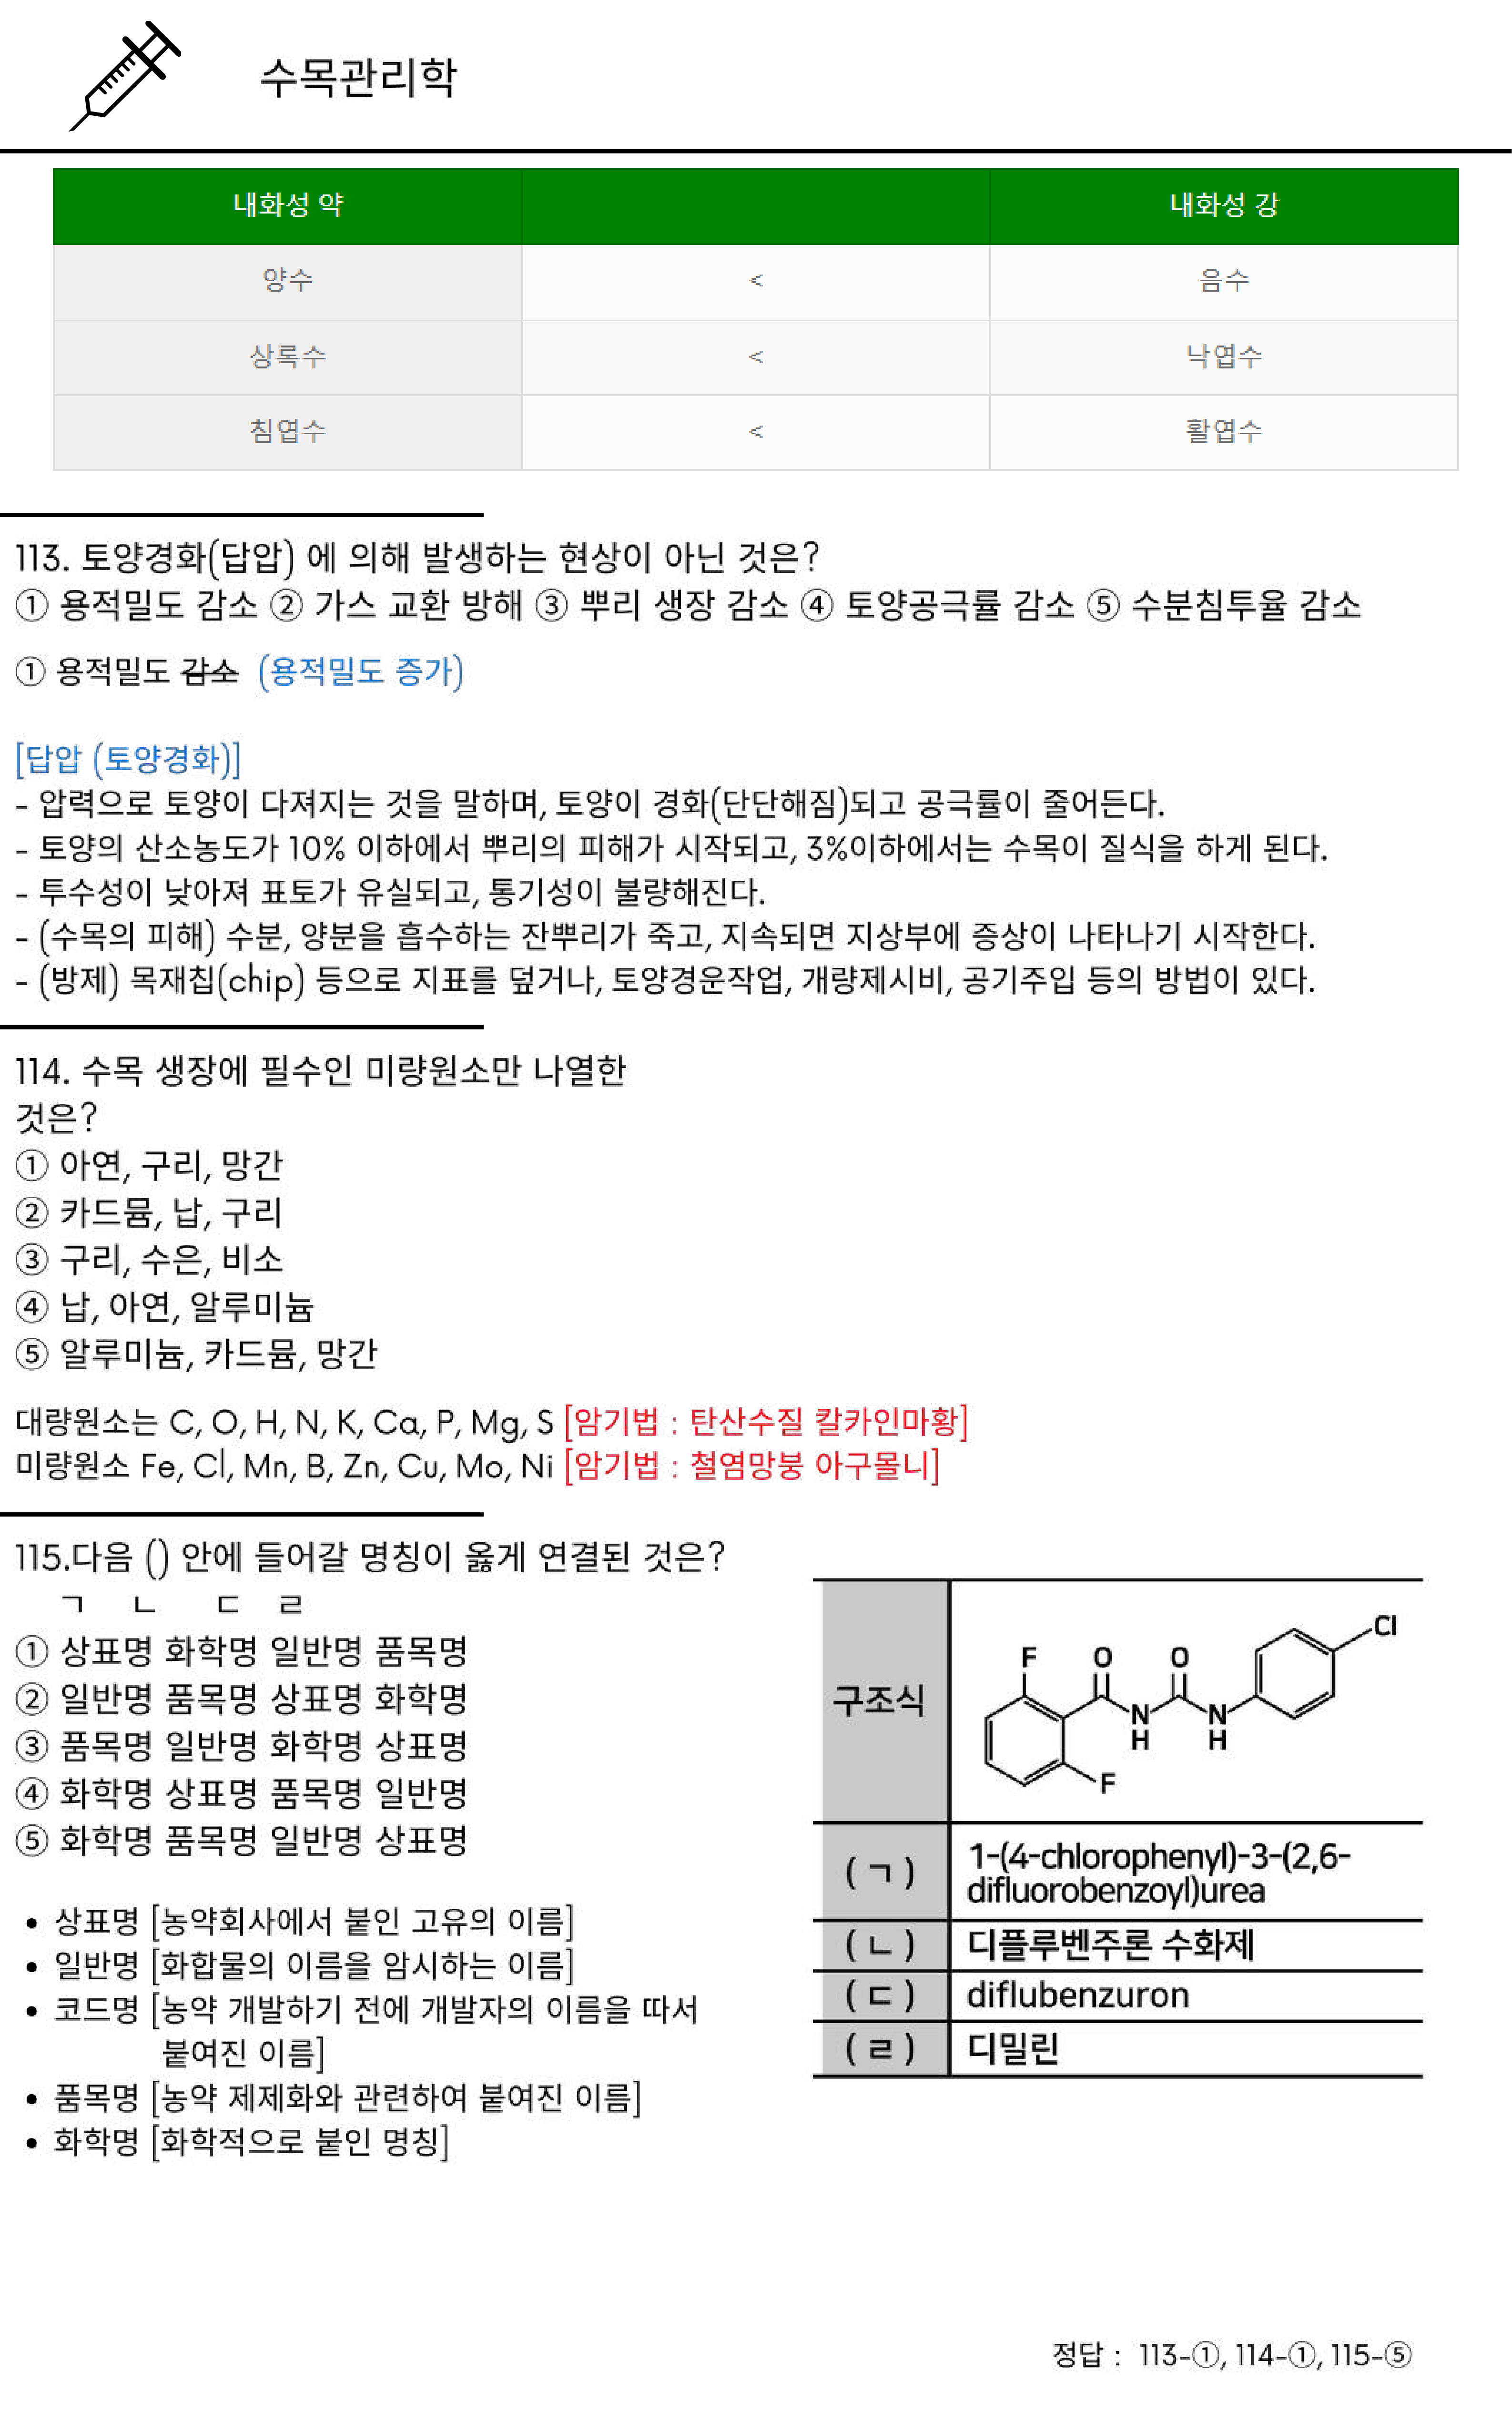 수목관리학
내화성 약 내화성 강
양수 < 음수
상록수 < 낙엽수
침엽수 < 활엽수
113. 토양경화(답압) 에 의해 발생하는 현상이 아닌 것은?
① 용적밀도 감소 ② 가스 교환 방해 ③ 뿌리 생장 감소 ④ 토양공극률 감소 ⑤ 수분침투율 감소
① 용적밀도 감소 (용적밀도 증가)
[답압 (토양경화)]
- 압력으로 토양이 다져지는 것을 말하며, 토양이 경화(단단해짐)되고 공극률이 줄어든다.
- 토양의 산소농도가 10% 이하에서 뿌리의 피해가 시작되고, 3%이하에서는 수목이 질식을 하게 된다.
- 투수성이 낮아져 표토가 유실되고, 통기성이 불량해진다.
- (수목의 피해) 수분, 양분을 흡수하는 잔뿌리가 죽고, 지속되면 지상부에 증상이 나타나기 시작한다.
- (방제) 목재칩(chip) 등으로 지표를 덮거나, 토양경운작업, 개량제시비, 공기주입 등의 방법이 있다.
114. 수목 생장에 필수인 미량원소만 나열한
것은?
① 아연, 구리, 망간
② 카드뮴, 납, 구리
③ 구리, 수은, 비소
④ 납, 아연, 알루미늄
⑤ 알루미늄, 카드뮴, 망간
대량원소는 C, O, H, N, K, Ca, P, Mg, S [암기법 : 탄산수질 칼카인마황]
미량원소 Fe, Cl, Mn, B, Zn, Cu, Mo, Ni [암기법 : 철염망붕 아구몰니]
115.다음 () 안에 들어갈 명칭이 옳게 연결된 것은?
ㄱ ㄴ ㄷ ㄹ
① 상표명 화학명 일반명 품목명
② 일반명 품목명 상표명 화학명
③ 품목명 일반명 화학명 상표명
④ 화학명 상표명 품목명 일반명
⑤ 화학명 품목명 일반명 상표명
• 상표명 [농약회사에서 붙인 고유의 이름]
• 일반명 [화합물의 이름을 암시하는 이름]
• 코드명 [농약 개발하기 전에 개발자의 이름을 따서
붙여진 이름]
• 품목명 [농약 제제화와 관련하여 붙여진 이름]
• 화학명 [화학적으로 붙인 명칭]
구조식
F O O Cl
N N
H H
F
( ㄱ ) 1-(4-chlorophenyl)-3-(2,6-
difluorobenzoyl)urea
( ㄴ ) 디플루벤주론 수화제
( ㄷ ) diflubenzuron
( ㄹ ) 디밀린
정답 : 113-①, 114-①, 115-⑤